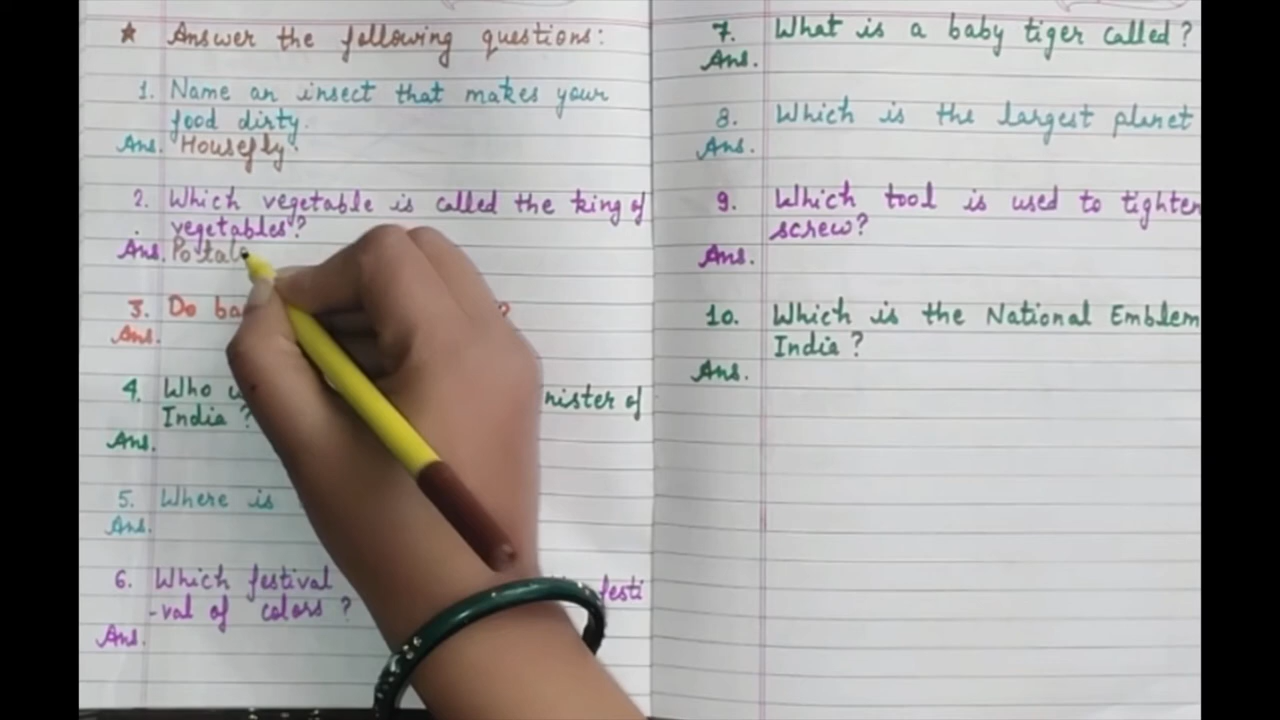 * Answer the following questions:
1. Name an insect that makes your
food dirty.
Ans. Housefly.
2. Which vegetable is called the king of
vegetables?
Ans. Postal
3. Do ?
Ans.
4. Who nister of
India ?
Ans.
5. Where is
Ans.
6. Which festival festi
-val of colors ?
Ans.
7. What is a baby tiger called ?
Ans.
8. Which is the largest planet
Ans.
9. Which tool is used to tighten
screw?
Ans.
10. Which is the National Emblem
India ?
Ans.